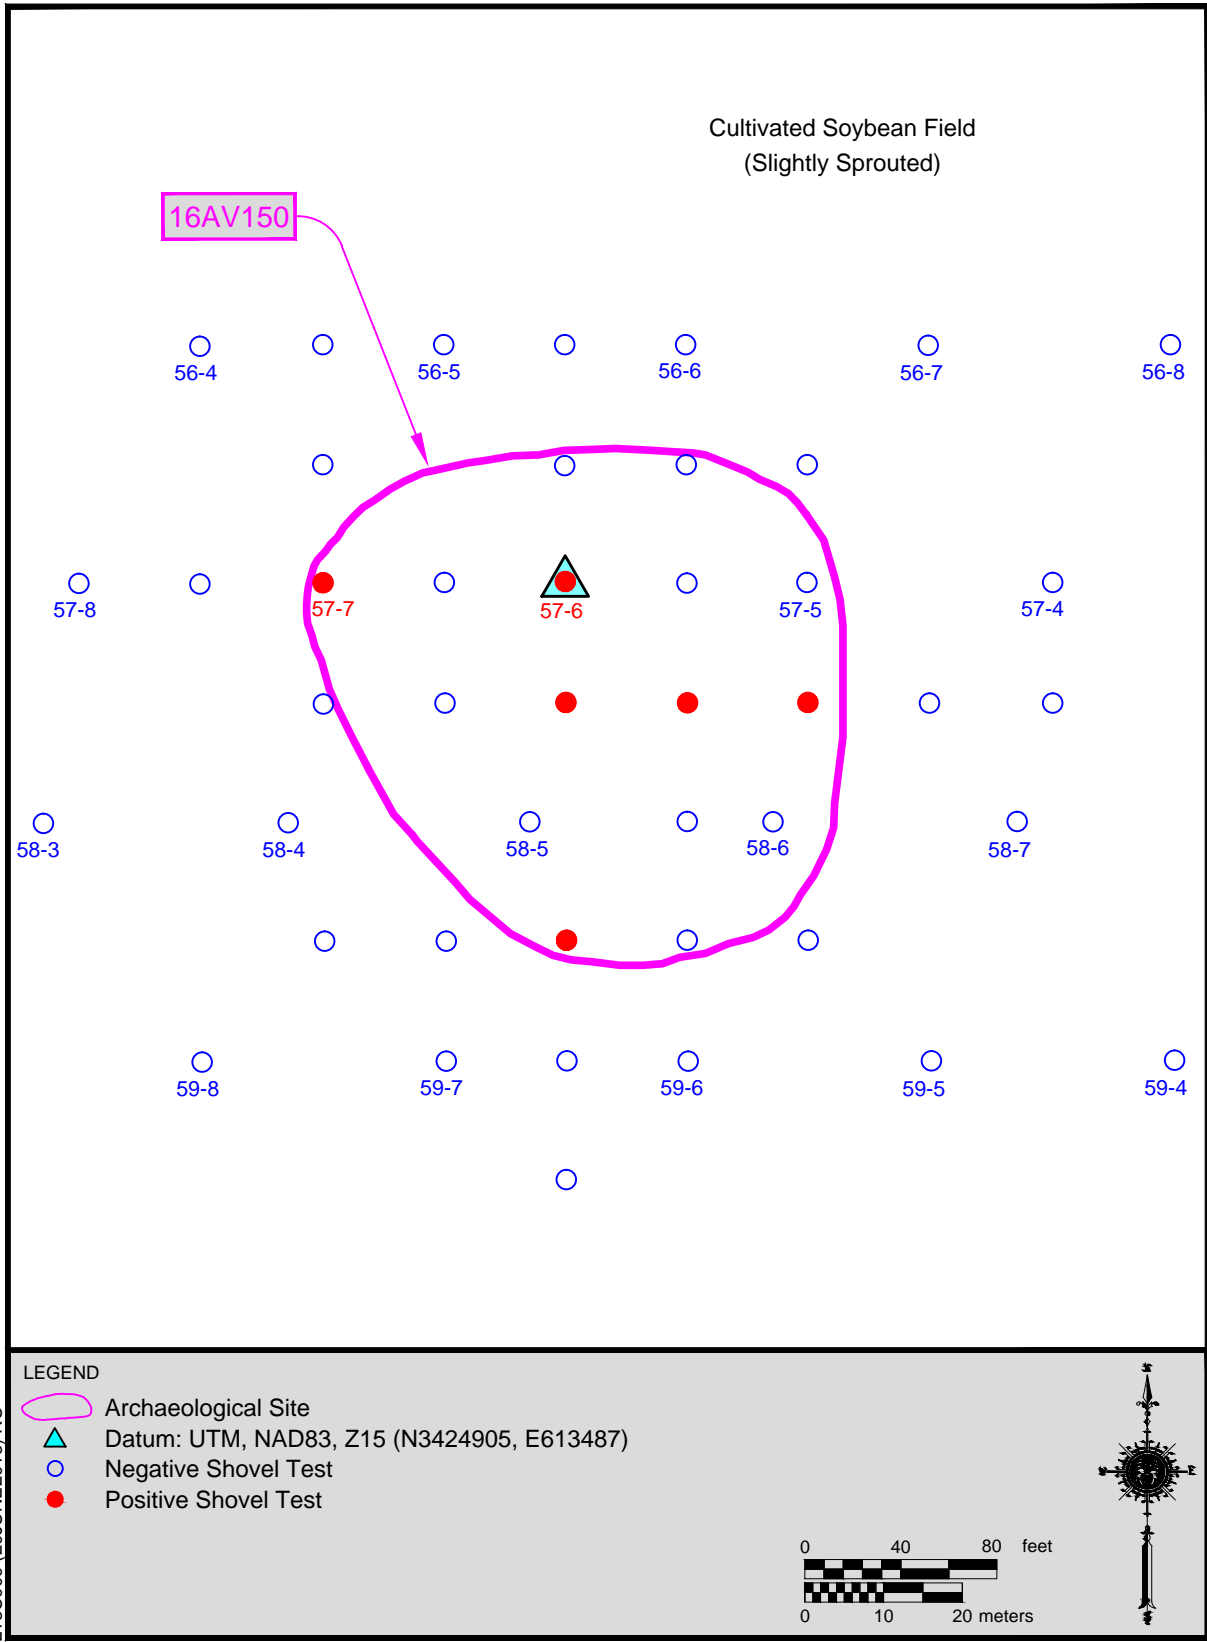 Cultivated Soybean Field
(Slightly Sprouted)
16AV150
56-4 56-5 56-6 56-7 56-8
57-8 57-7 57-6 57-5 57-4
58-3 58-4 58-5 58-6 58-7
59-8 59-7 59-6 59-5 59-4
LEGEND
Archaeological Site
Datum: UTM, NAD83, Z15 (N3424905, E613487)
Negative Shovel Test
Positive Shovel Test
0 40 80 feet
0 10 20 meters